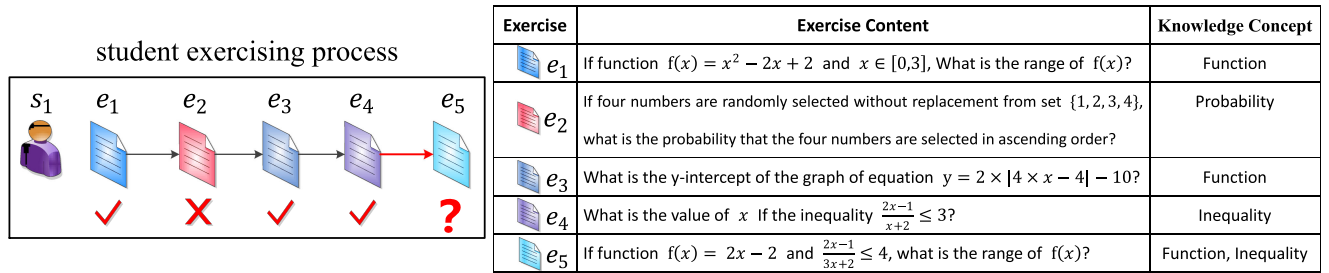 student exercising process
s₁ e₁ e₂ e₃ e₄ e₅
✓ X ✓ ✓ ?
Exercise Exercise Content Knowledge Concept
e₁ If function f(x) = x² − 2x + 2 and x ∈ [0,3], What is the range of f(x)? Function
e₂ If four numbers are randomly selected without replacement from set {1, 2, 3, 4}, Probability
what is the probability that the four numbers are selected in ascending order?
e₃ What is the y-intercept of the graph of equation y = 2 × |4 × x − 4| − 10? Function
e₄ What is the value of x If the inequality (2x−1)/(x+2) ≤ 3? Inequality
e₅ If function f(x) = 2x − 2 and (2x−1)/(3x+2) ≤ 4, what is the range of f(x)? Function, Inequality